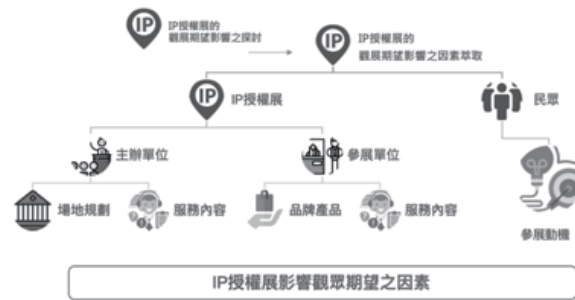 IP
IP授權展的
觀展期望影響之探討
IP
IP授權展的
觀展期望影響之因素萃取
IP
IP授權展
民眾
主辦單位
參展單位
場地規劃
服務內容
品牌產品
服務內容
參展動機
IP授權展影響觀眾期望之因素